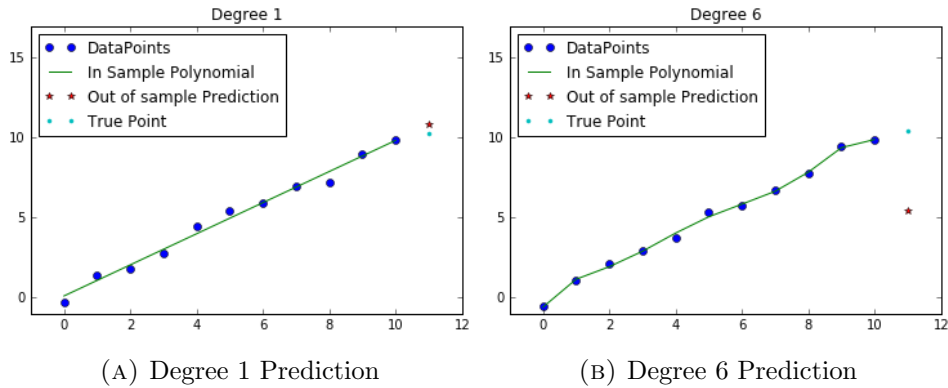 Degree 1
DataPoints
In Sample Polynomial
Out of sample Prediction
True Point
15
10
5
0
0 2 4 6 8 10 12
(A) Degree 1 Prediction
Degree 6
DataPoints
In Sample Polynomial
Out of sample Prediction
True Point
15
10
5
0
0 2 4 6 8 10 12
(B) Degree 6 Prediction